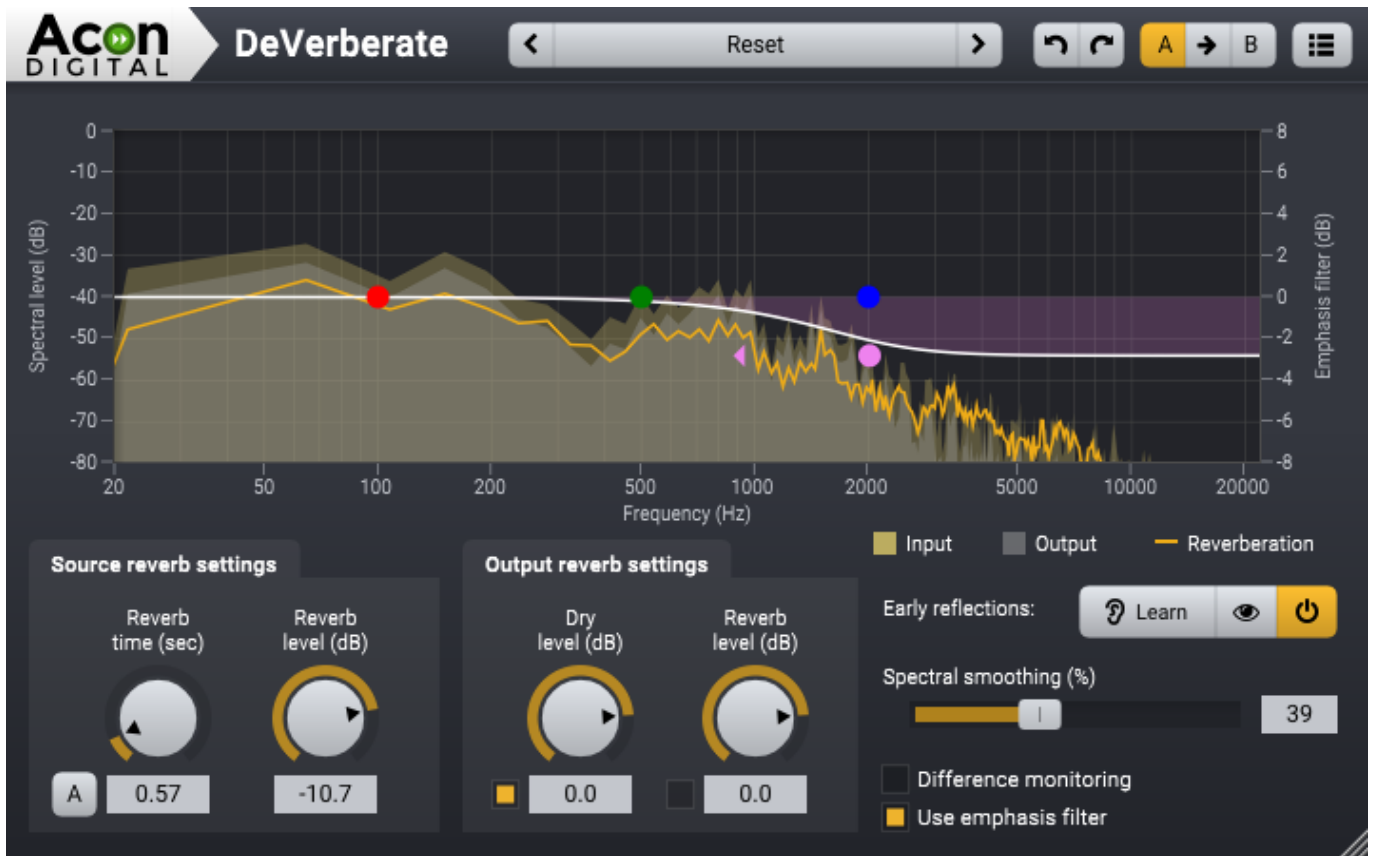 Acon DIGITAL
DeVerberate
Reset
A
B
0
-10
-20
-30
-40
-50
-60
-70
-80
Spectral level (dB)
8
6
4
2
0
-2
-4
-6
-8
Emphasis filter (dB)
20 50 100 200 500 1000 2000 5000 10000 20000
Frequency (Hz)
Input Output Reverberation
Source reverb settings
Reverb
time (sec)
Reverb
level (dB)
A
0.57
-10.7
Output reverb settings
Dry
level (dB)
Reverb
level (dB)
0.0
0.0
Early reflections:
Learn
Spectral smoothing (%)
39
Difference monitoring
Use emphasis filter